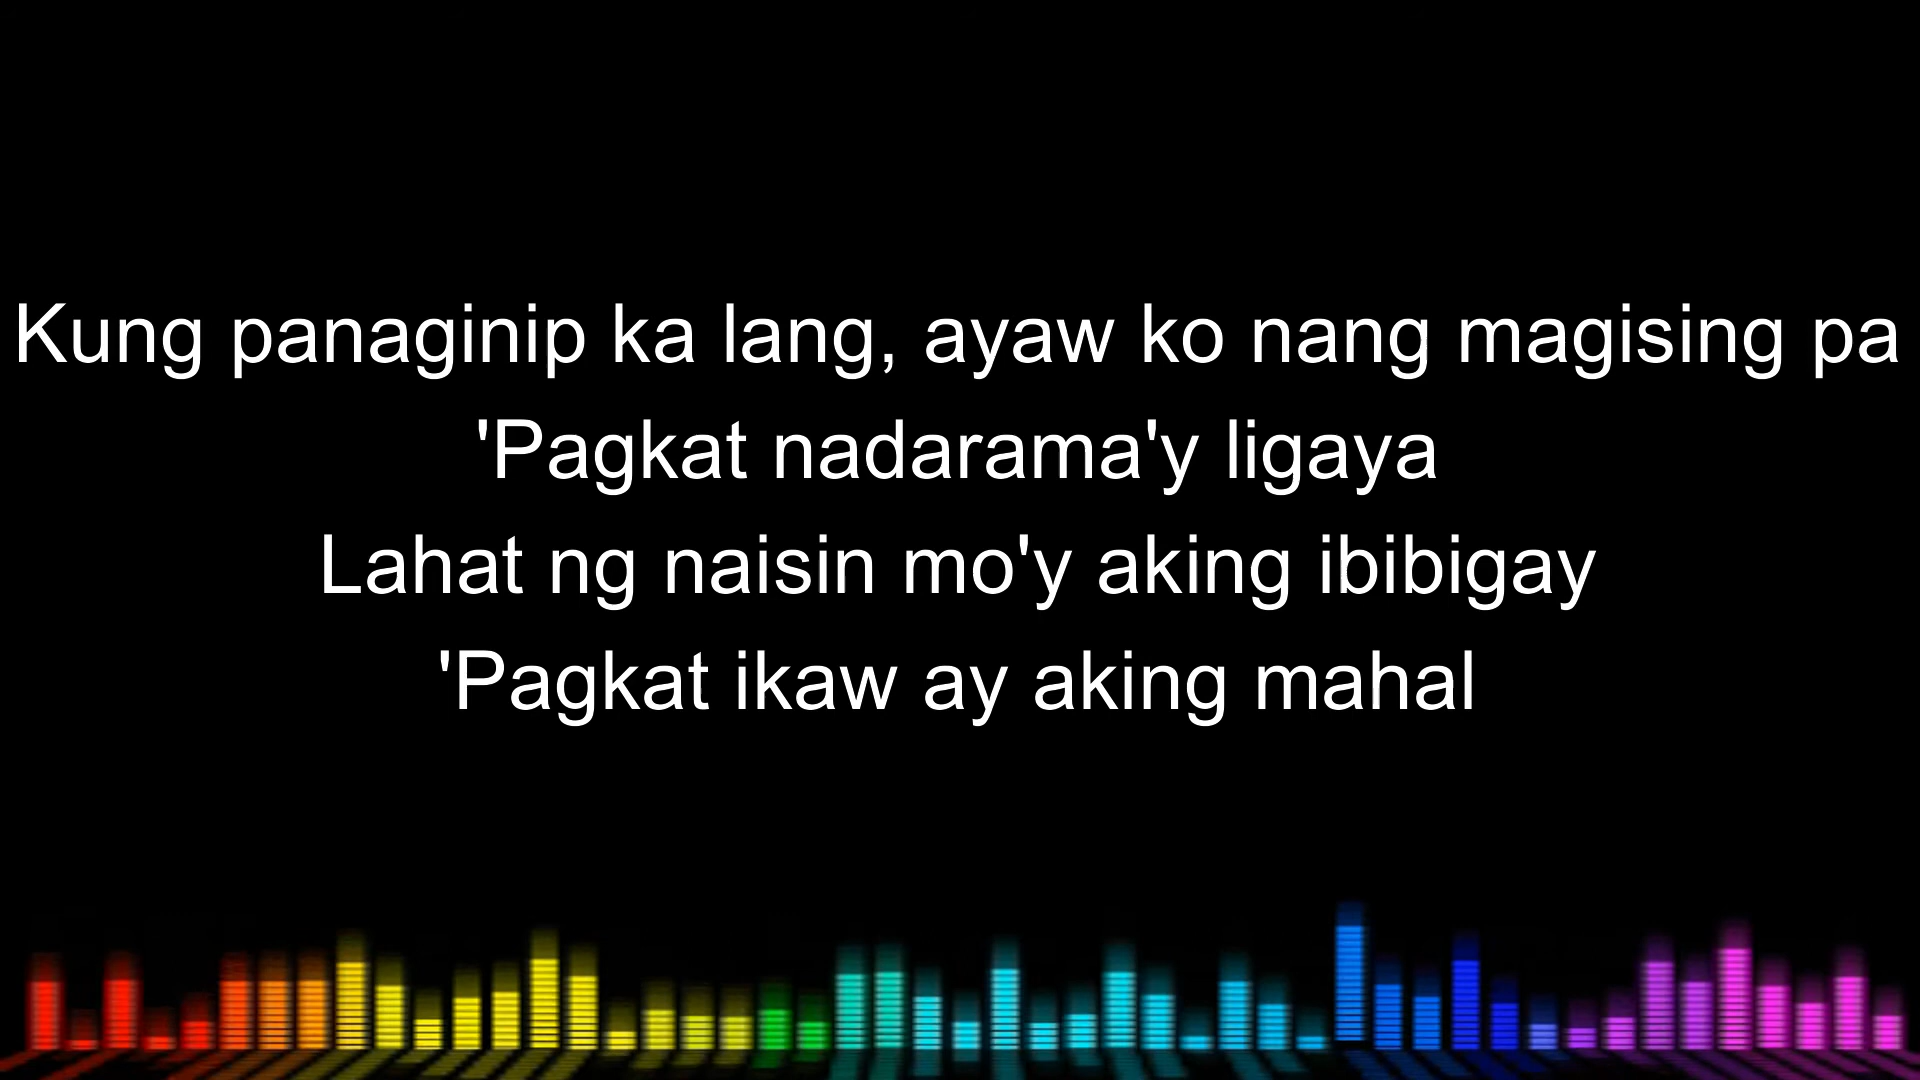 Kung panaginip ka lang, ayaw ko nang magising pa
'Pagkat nadarama'y ligaya
Lahat ng naisin mo'y aking ibibigay
'Pagkat ikaw ay aking mahal